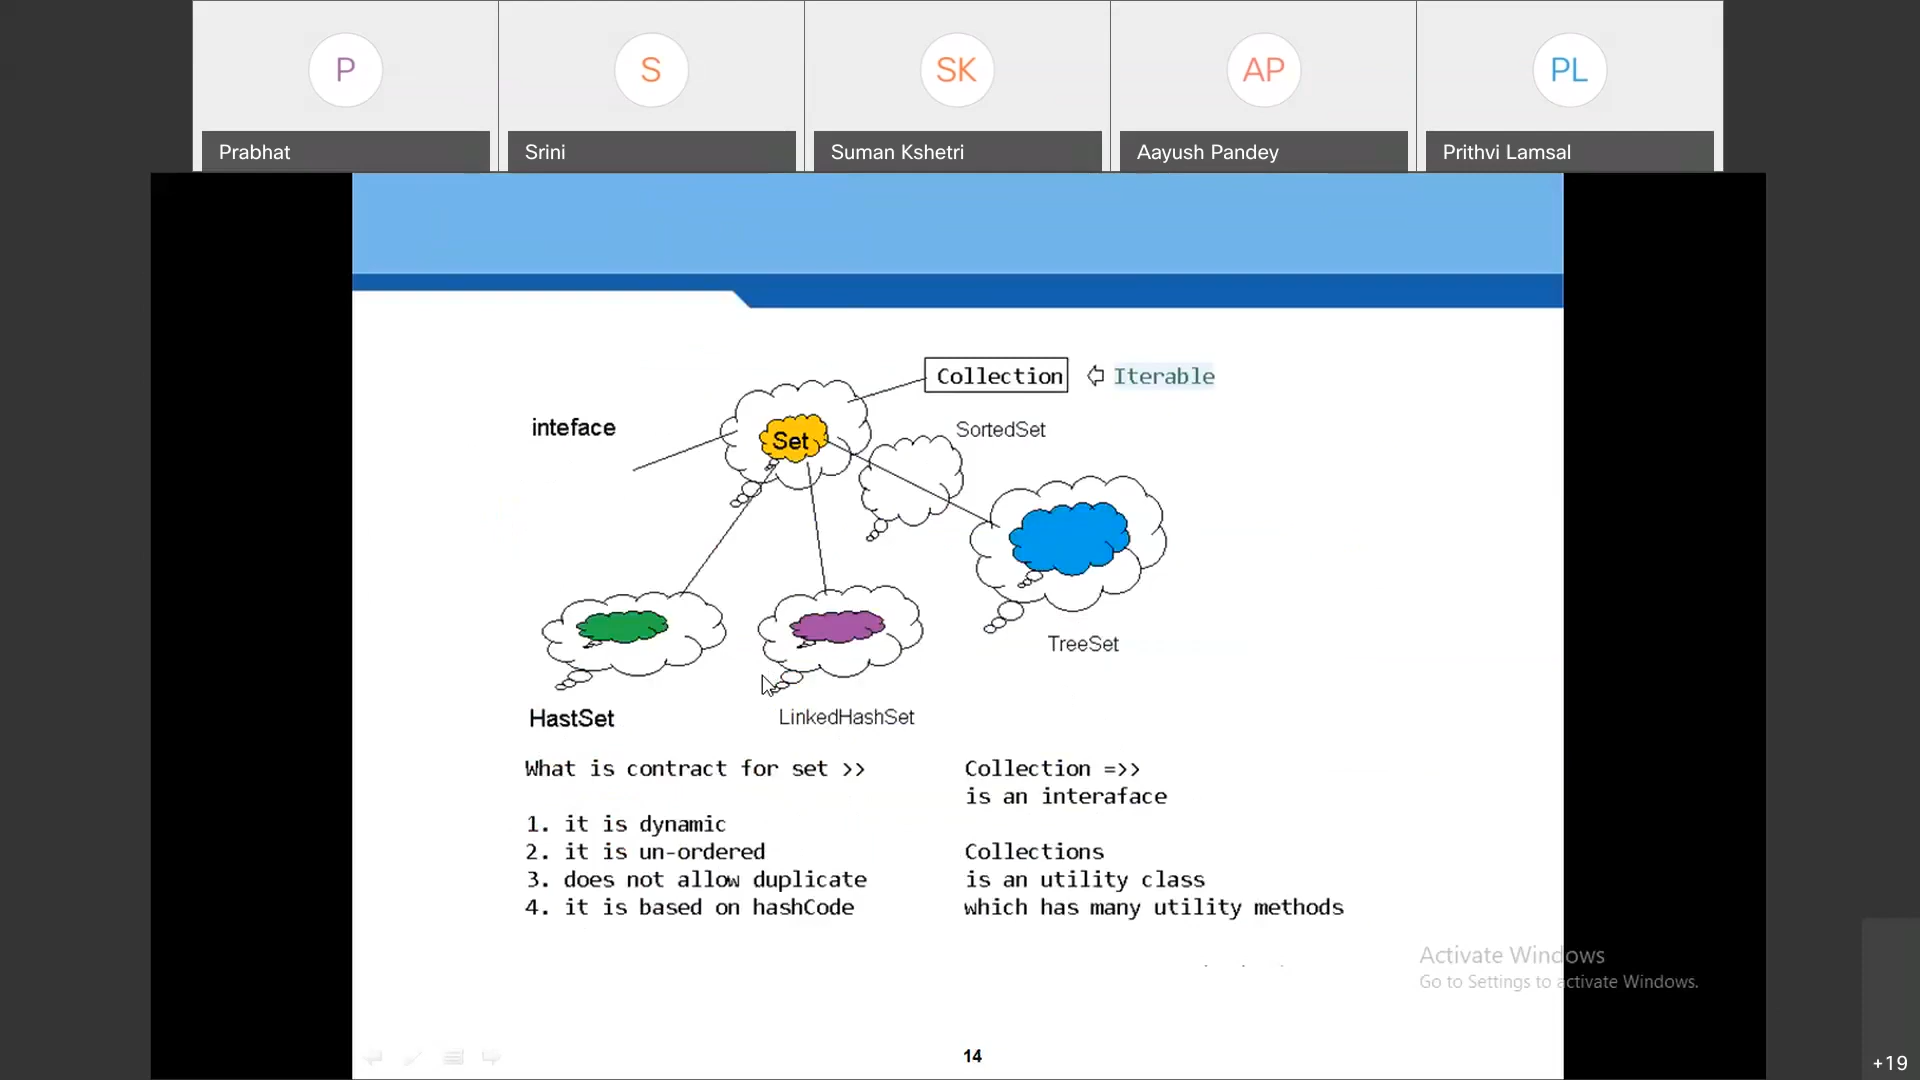 P
S
SK
AP
PL
Prabhat
Srini
Suman Kshetri
Aayush Pandey
Prithvi Lamsal
Collection
Iterable
inteface
Set
SortedSet
TreeSet
HastSet
LinkedHashSet
What is contract for set >>
1. it is dynamic
2. it is un-ordered
3. does not allow duplicate
4. it is based on hashCode
Collection =>>
is an interaface
Collections
is an utility class
which has many utility methods
Activate Windows
Go to Settings to activate Windows.
14
+19